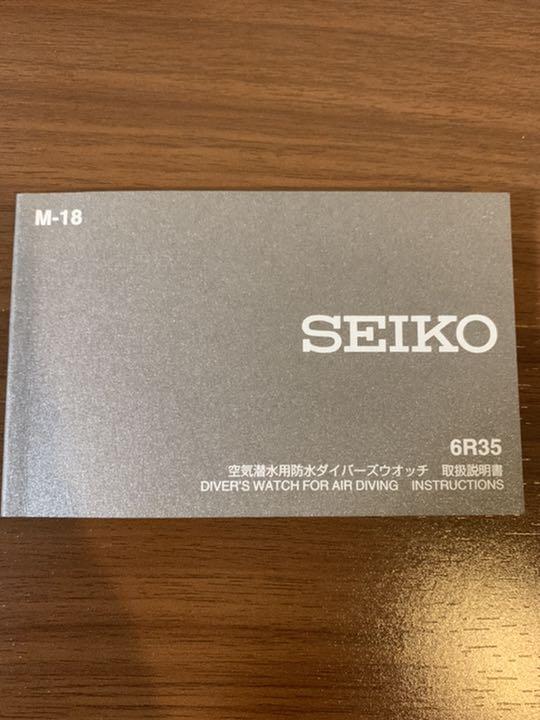 M-18
SEIKO
6R35
空気潜水用防水ダイバーズウオッチ 取扱説明書
DIVER'S WATCH FOR AIR DIVING INSTRUCTIONS